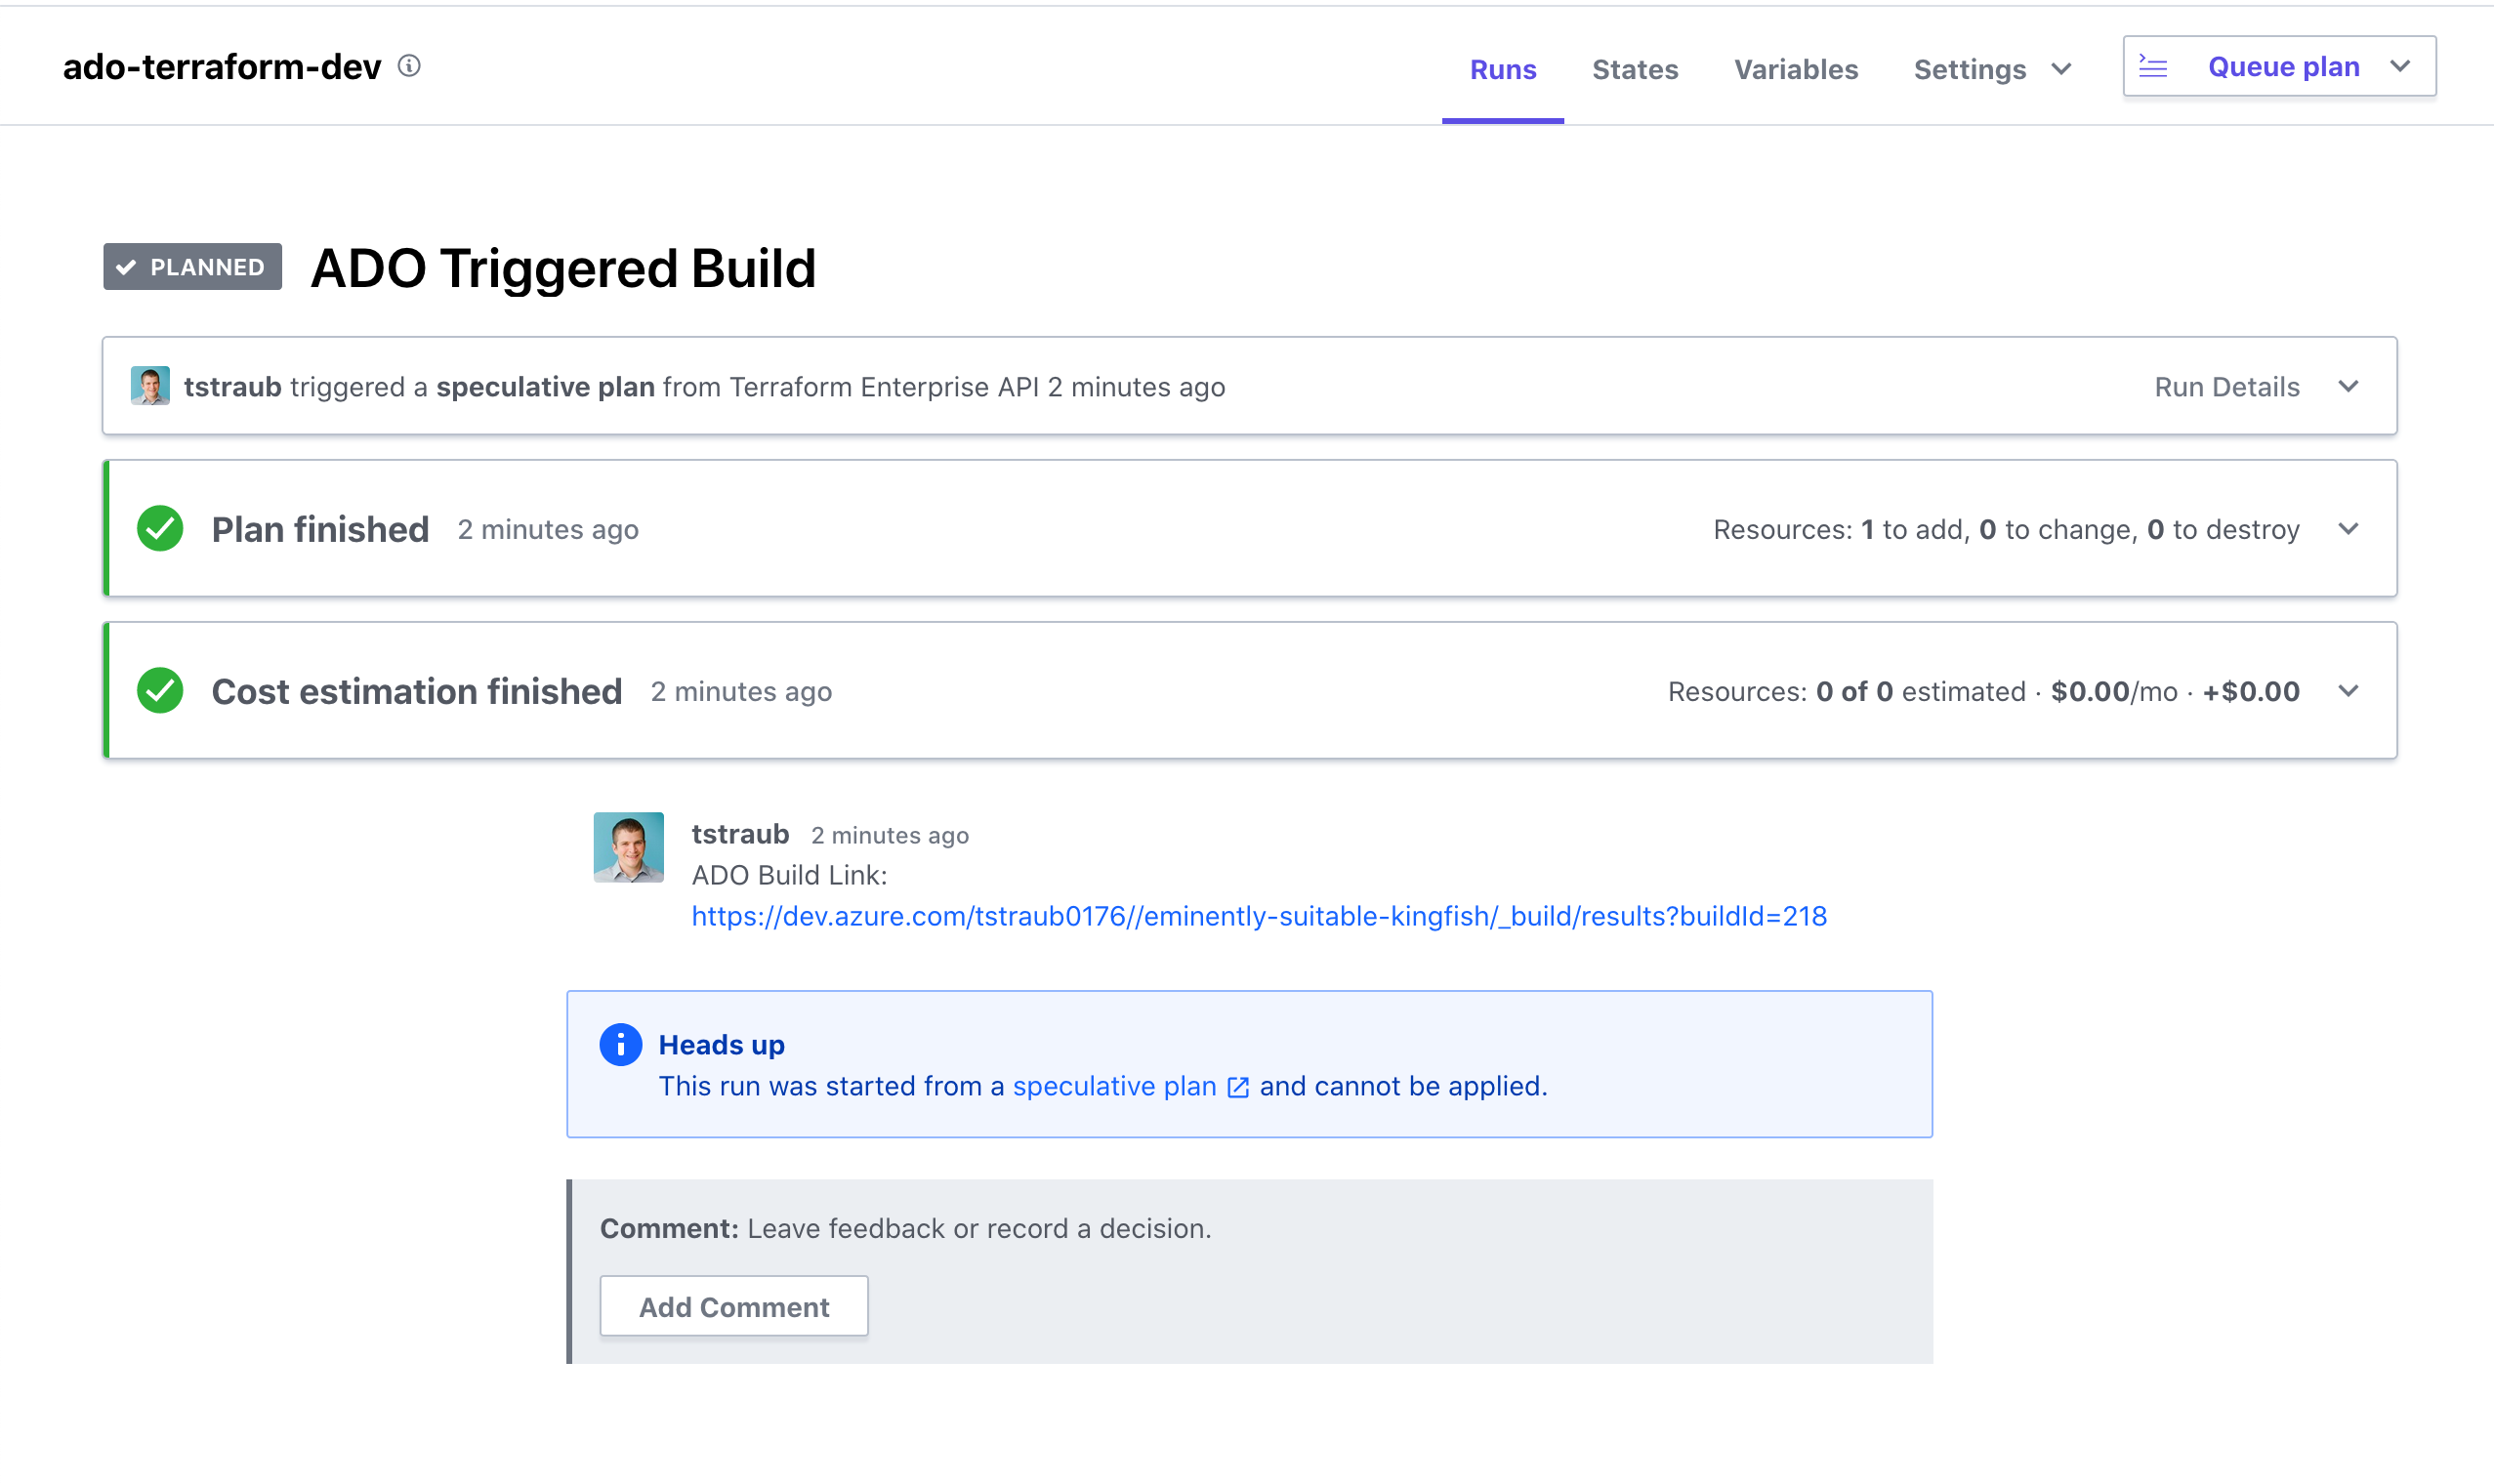 ado-terraform-dev
Runs States Variables Settings Queue plan
PLANNED ADO Triggered Build
tstraub triggered a speculative plan from Terraform Enterprise API 2 minutes ago Run Details
Plan finished 2 minutes ago Resources: 1 to add, 0 to change, 0 to destroy
Cost estimation finished 2 minutes ago Resources: 0 of 0 estimated · $0.00/mo · +$0.00
tstraub 2 minutes ago
ADO Build Link:
https://dev.azure.com/tstraub0176//eminently-suitable-kingfish/_build/results?buildId=218
Heads up
This run was started from a speculative plan and cannot be applied.
Comment: Leave feedback or record a decision.
Add Comment